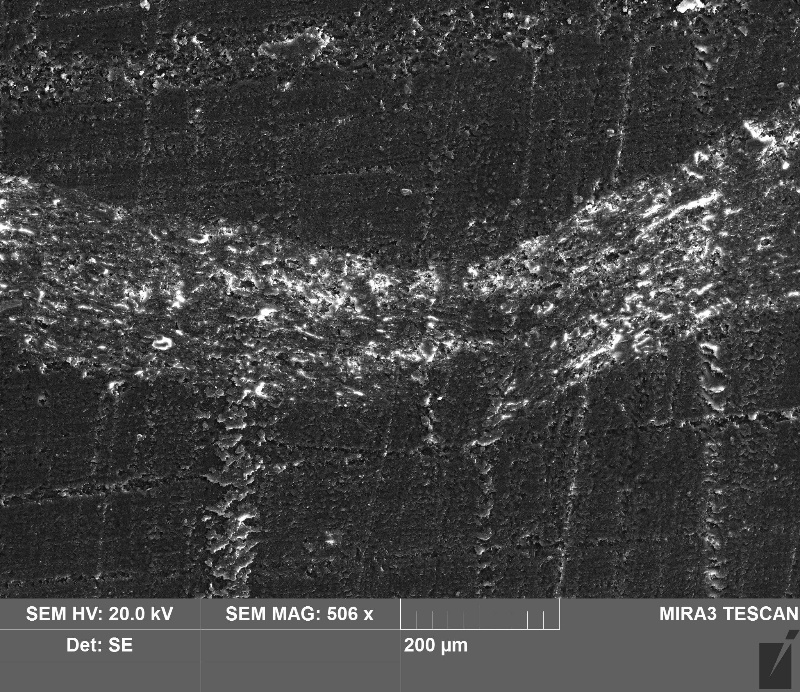 SEM HV: 20.0 kV SEM MAG: 506 x MIRA3 TESCAN
Det: SE 200 µm